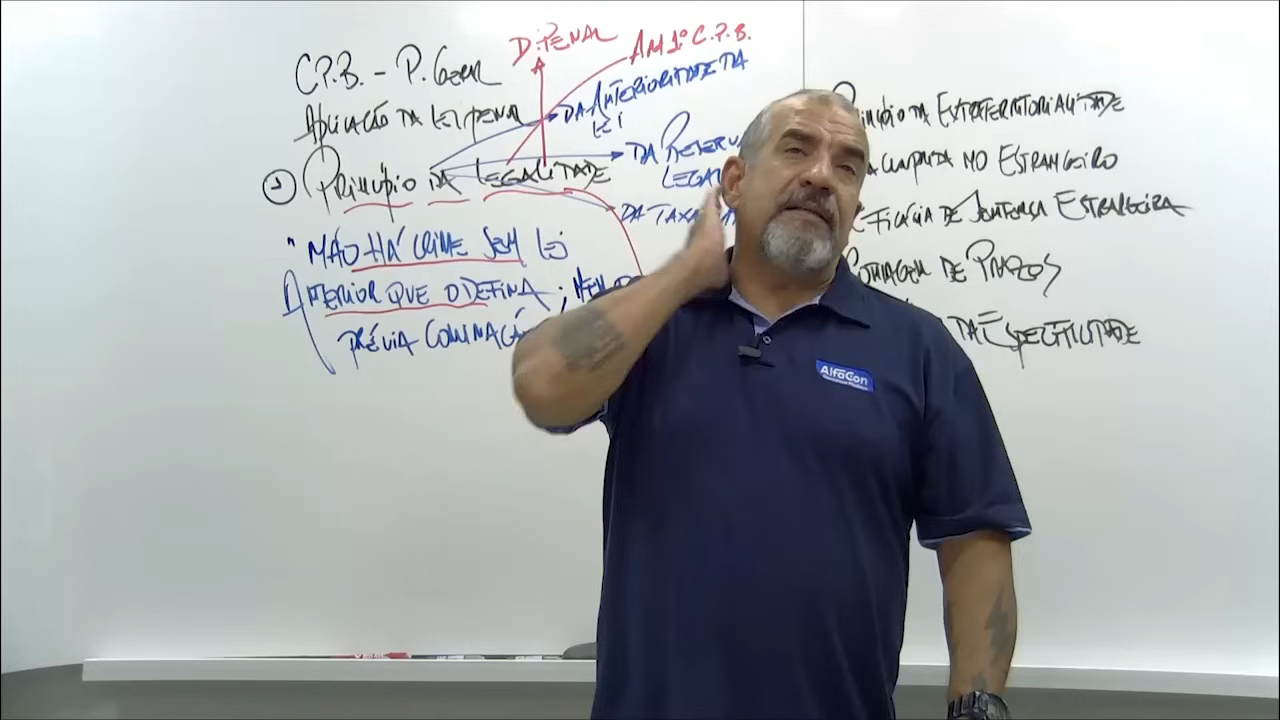 D. PENAL
ART 1º C.P.B.
C.P.B. - P. GERAL
DA ANTERIORIDADE DA
LEI
APLICAÇÃO DA LEI PENAL
DA RESERVA
LEGAL
1) PRINCÍPIO DA LEGALIDADE
DA TAXA
"NÃO HÁ CRIME SEM LEI
ANTERIOR QUE O DEFINA; NEM
PRÉVIA COMINAÇÃO
DA EXTRATERRITORIALIDADE
CUMPRIDA NO ESTRANGEIRO
EFICÁCIA DE SENTENÇA ESTRANGEIRA
CONTAGEM DE PRAZOS
DA ESPECIALIDADE
AlfaCon